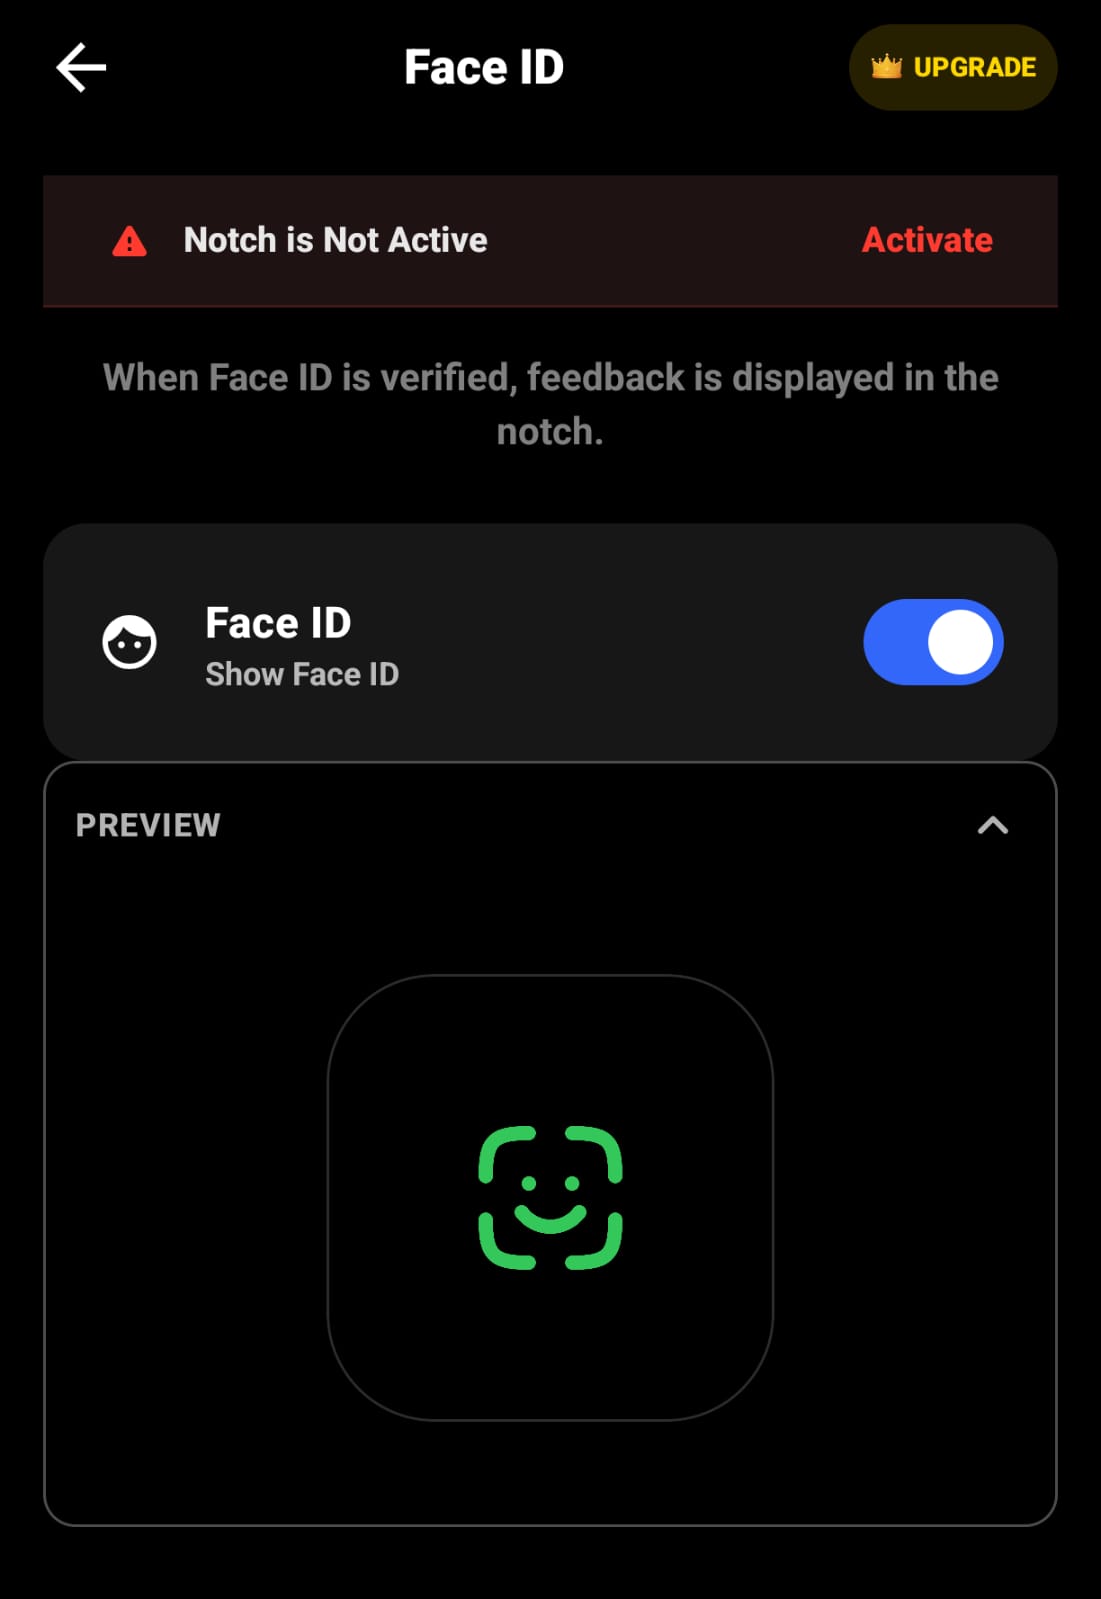 Face ID
UPGRADE
Notch is Not Active
Activate
When Face ID is verified, feedback is displayed in the
notch.
Face ID
Show Face ID
PREVIEW